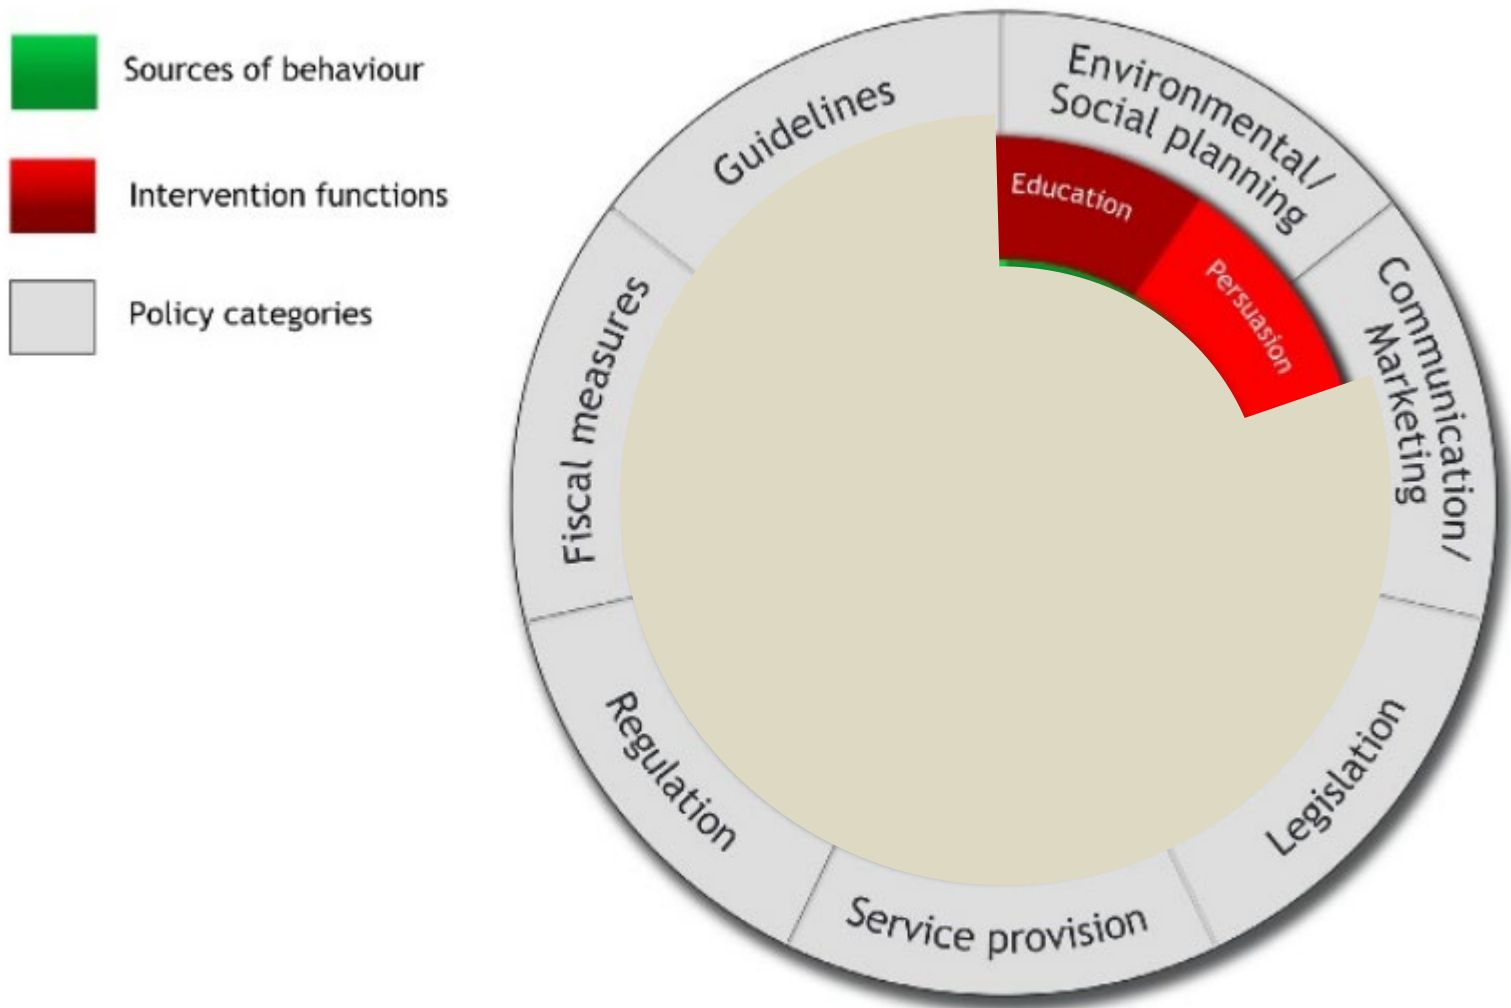 Sources of behaviour
Intervention functions
Policy categories
Environmental/
Social planning
Communication/
Marketing
Legislation
Service provision
Regulation
Fiscal measures
Guidelines
Education
Persuasion